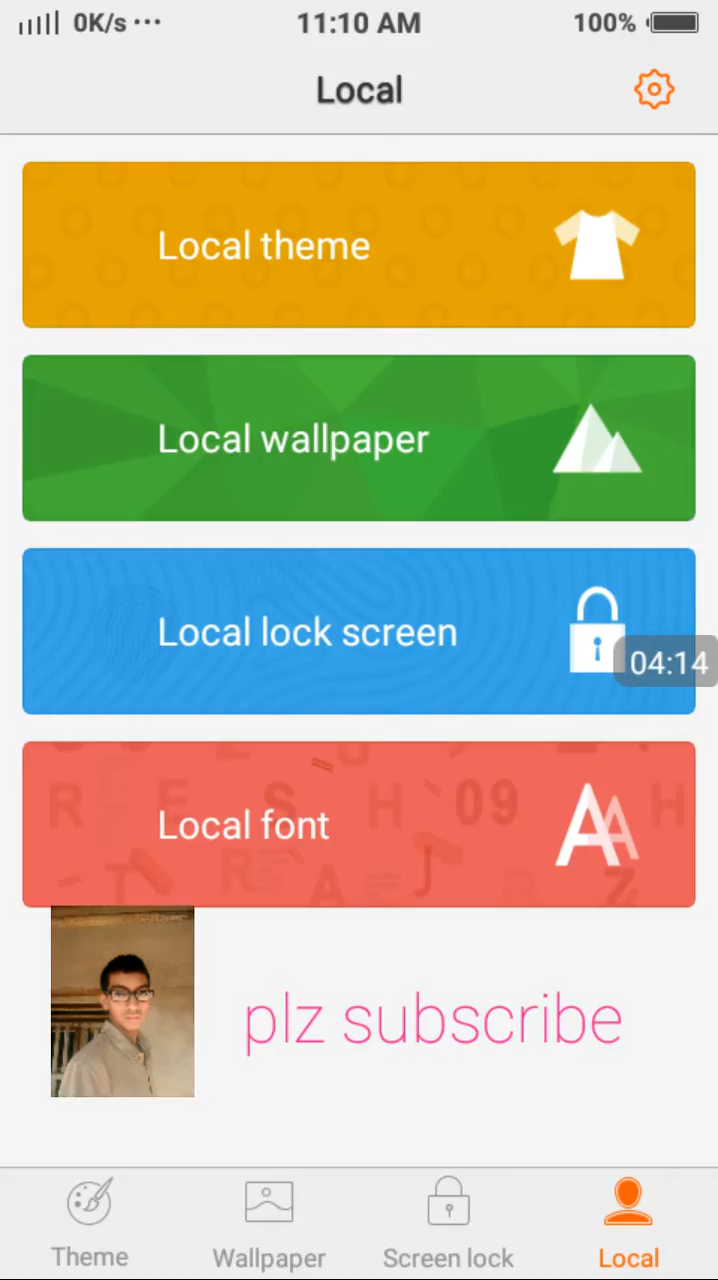 0K/s ··· 11:10 AM 100%
Local
Local theme
Local wallpaper
Local lock screen
04:14
Local font
plz subscribe
Theme Wallpaper Screen lock Local